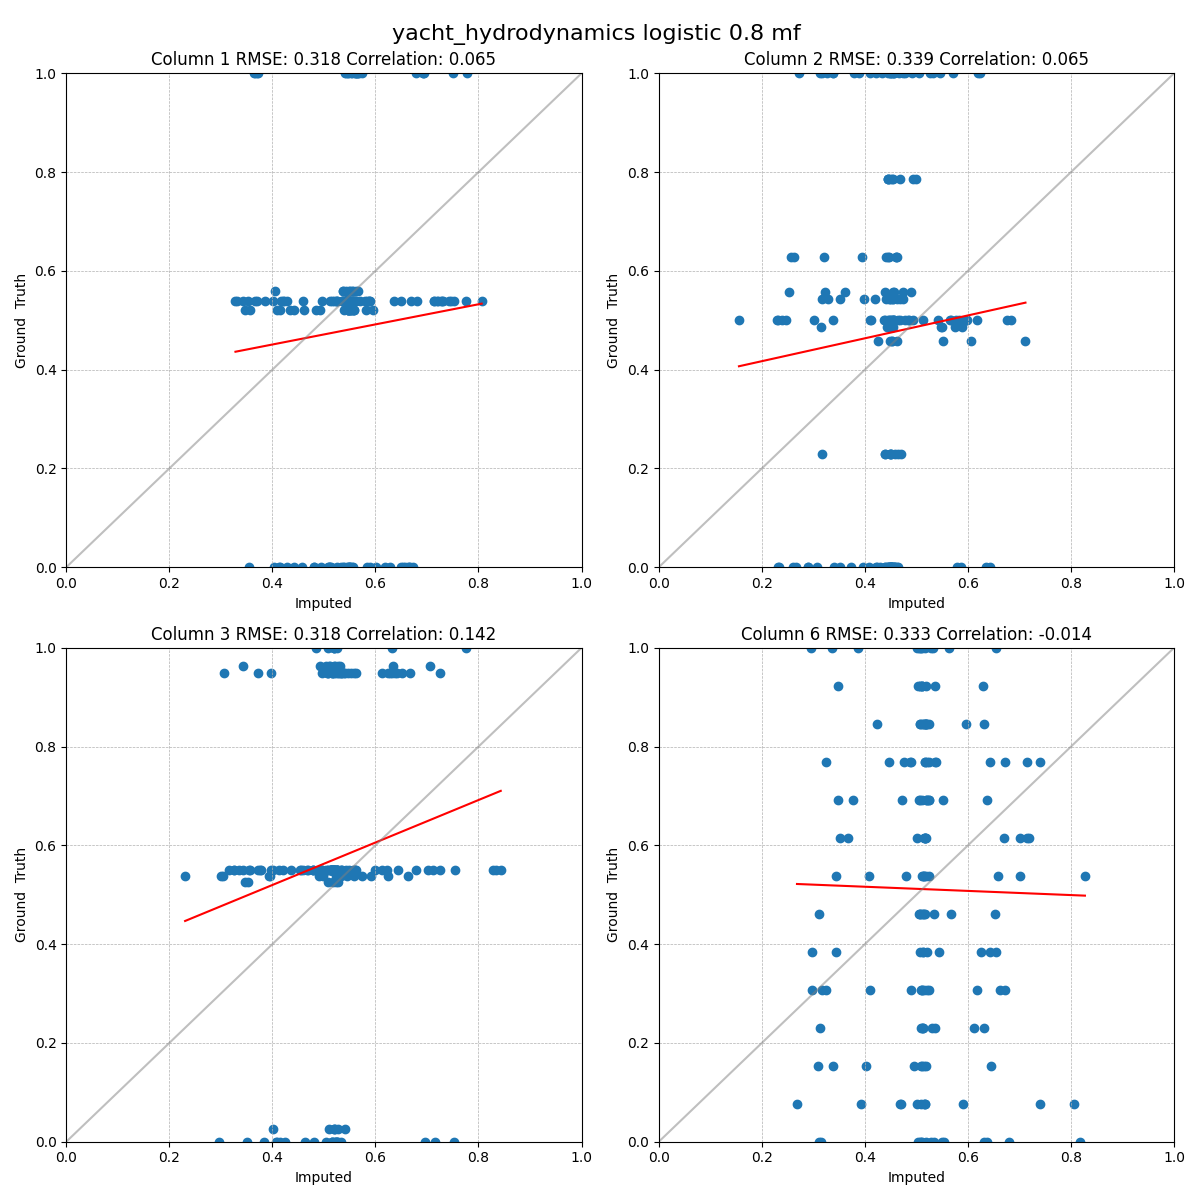 yacht_hydrodynamics logistic 0.8 mf
Column 1 RMSE: 0.318 Correlation: 0.065
1.0
0.8
0.6
0.4
0.2
0.0
Ground Truth
0.0 0.2 0.4 0.6 0.8 1.0
Imputed
Column 2 RMSE: 0.339 Correlation: 0.065
1.0
0.8
0.6
0.4
0.2
0.0
Ground Truth
0.0 0.2 0.4 0.6 0.8 1.0
Imputed
Column 3 RMSE: 0.318 Correlation: 0.142
1.0
0.8
0.6
0.4
0.2
0.0
Ground Truth
0.0 0.2 0.4 0.6 0.8 1.0
Imputed
Column 6 RMSE: 0.333 Correlation: -0.014
1.0
0.8
0.6
0.4
0.2
0.0
Ground Truth
0.0 0.2 0.4 0.6 0.8 1.0
Imputed